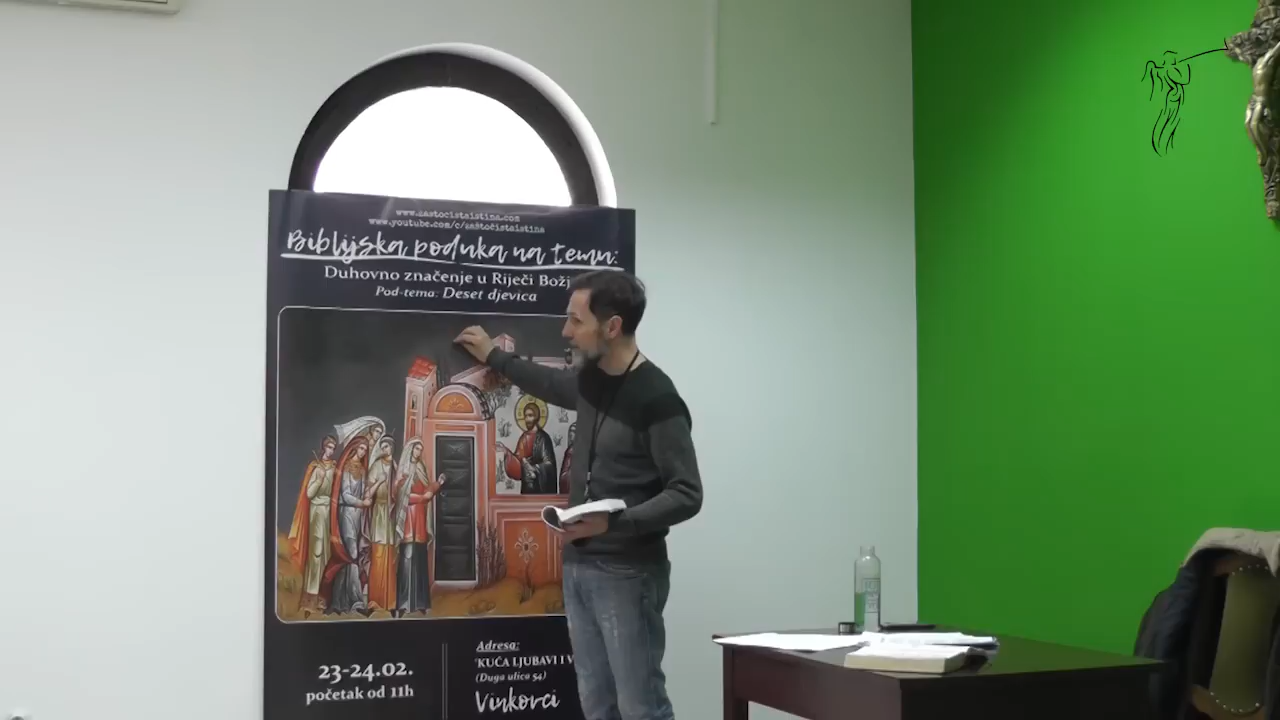 www.zastocistaistina.com
www.youtube.com/c/zaštočistaistina
Biblijska poduka na temu:
Duhovno značenje u Riječi Božj
Pod-tema: Deset djevica
23-24.02.
početak od 11h
Adresa:
'KUĆA LJUBAVI I V
(Duga ulica 54)
Vinkovci